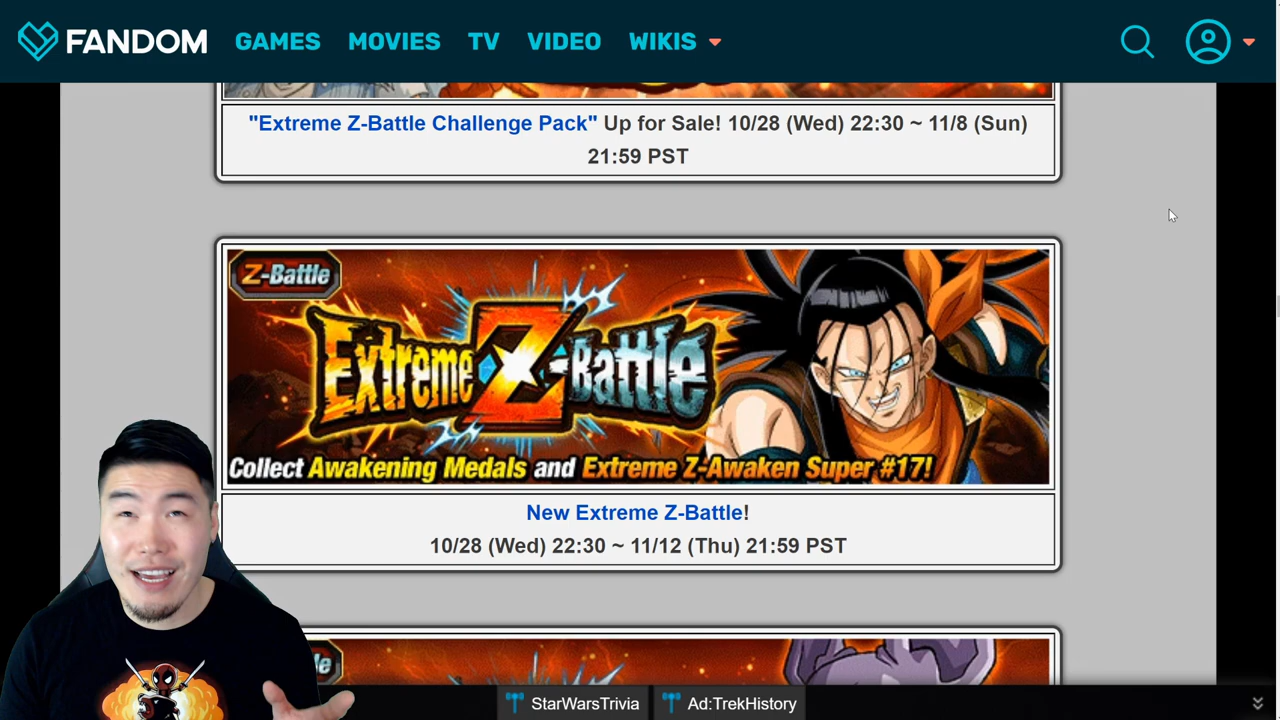 FANDOM GAMES MOVIES TV VIDEO WIKIS
"Extreme Z-Battle Challenge Pack" Up for Sale! 10/28 (Wed) 22:30 ~ 11/8 (Sun)
21:59 PST
Z-Battle
Extreme Z-Battle
Collect Awakening Medals and Extreme Z-Awaken Super #17!
New Extreme Z-Battle!
10/28 (Wed) 22:30 ~ 11/12 (Thu) 21:59 PST
StarWarsTrivia Ad:TrekHistory